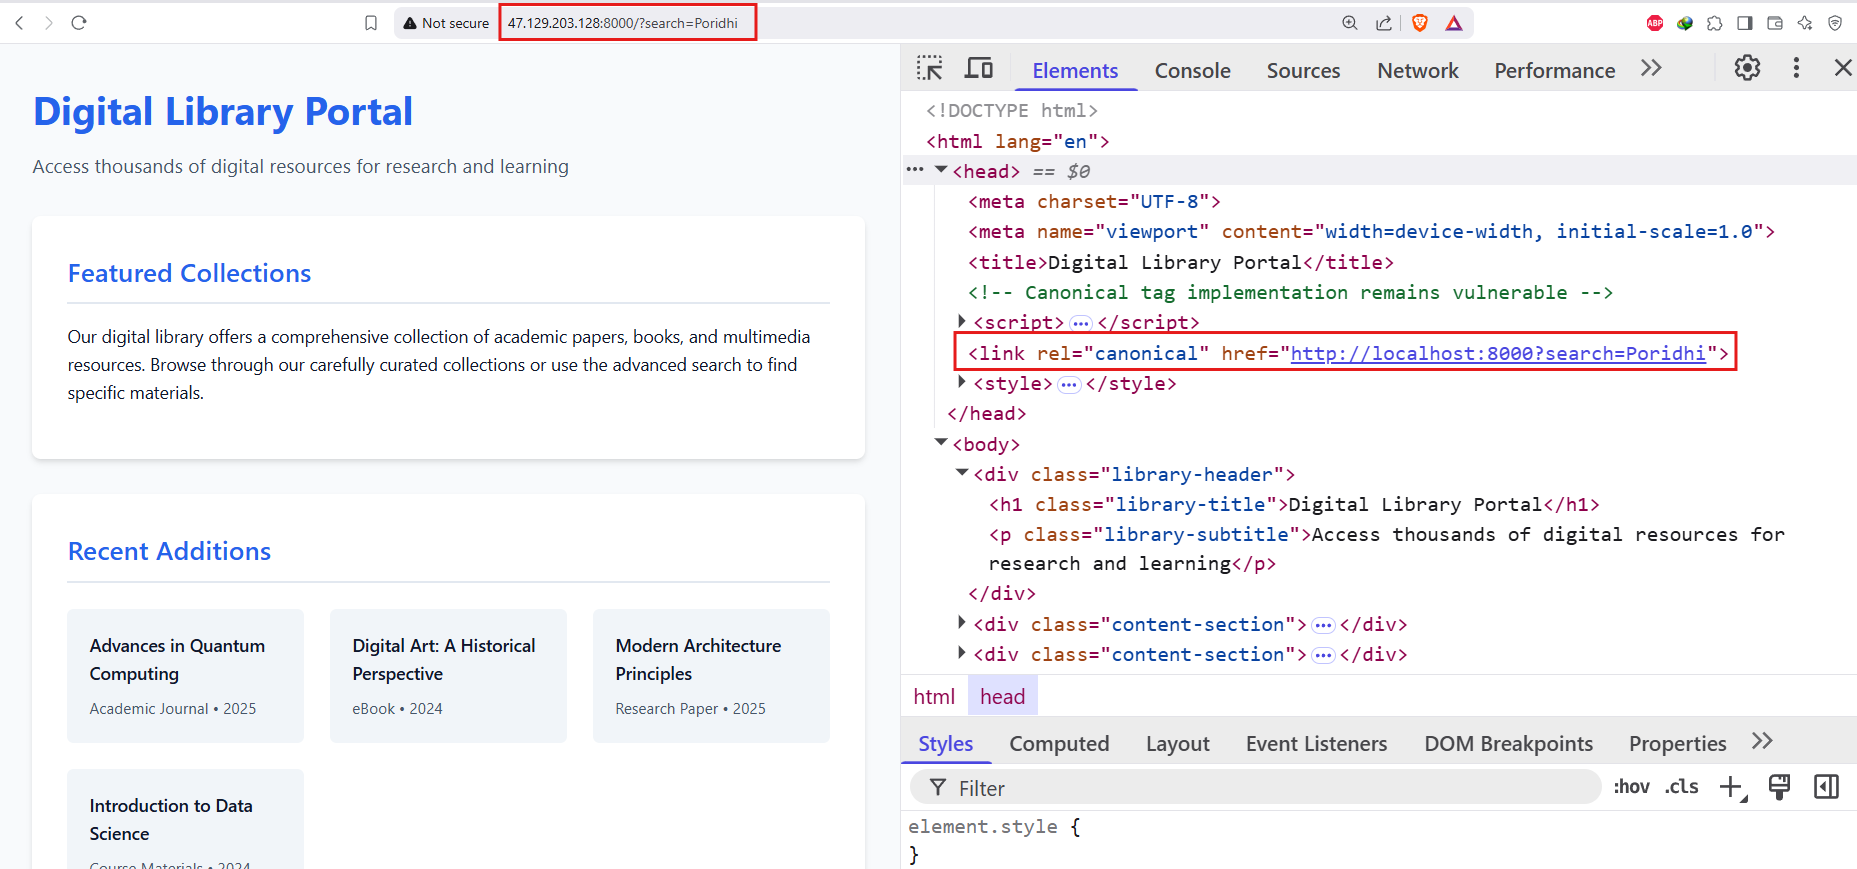 Not secure
47.129.203.128:8000/?search=Poridhi
ABP
Digital Library Portal
Access thousands of digital resources for research and learning
Featured Collections
Our digital library offers a comprehensive collection of academic papers, books, and multimedia
resources. Browse through our carefully curated collections or use the advanced search to find
specific materials.
Recent Additions
Advances in Quantum
Computing
Academic Journal • 2025
Digital Art: A Historical
Perspective
eBook • 2024
Modern Architecture
Principles
Research Paper • 2025
Introduction to Data
Science
Course Materials • 2024
Elements
Console
Sources
Network
Performance
<!DOCTYPE html>
<html lang="en">
<head> == $0
<meta charset="UTF-8">
<meta name="viewport" content="width=device-width, initial-scale=1.0">
<title>Digital Library Portal</title>
<!-- Canonical tag implementation remains vulnerable -->
<script>…</script>
<link rel="canonical" href="http://localhost:8000?search=Poridhi">
<style>…</style>
</head>
<body>
<div class="library-header">
<h1 class="library-title">Digital Library Portal</h1>
<p class="library-subtitle">Access thousands of digital resources for
research and learning</p>
</div>
<div class="content-section">…</div>
<div class="content-section">…</div>
html
head
Styles
Computed
Layout
Event Listeners
DOM Breakpoints
Properties
Filter
:hov
.cls
element.style {
}